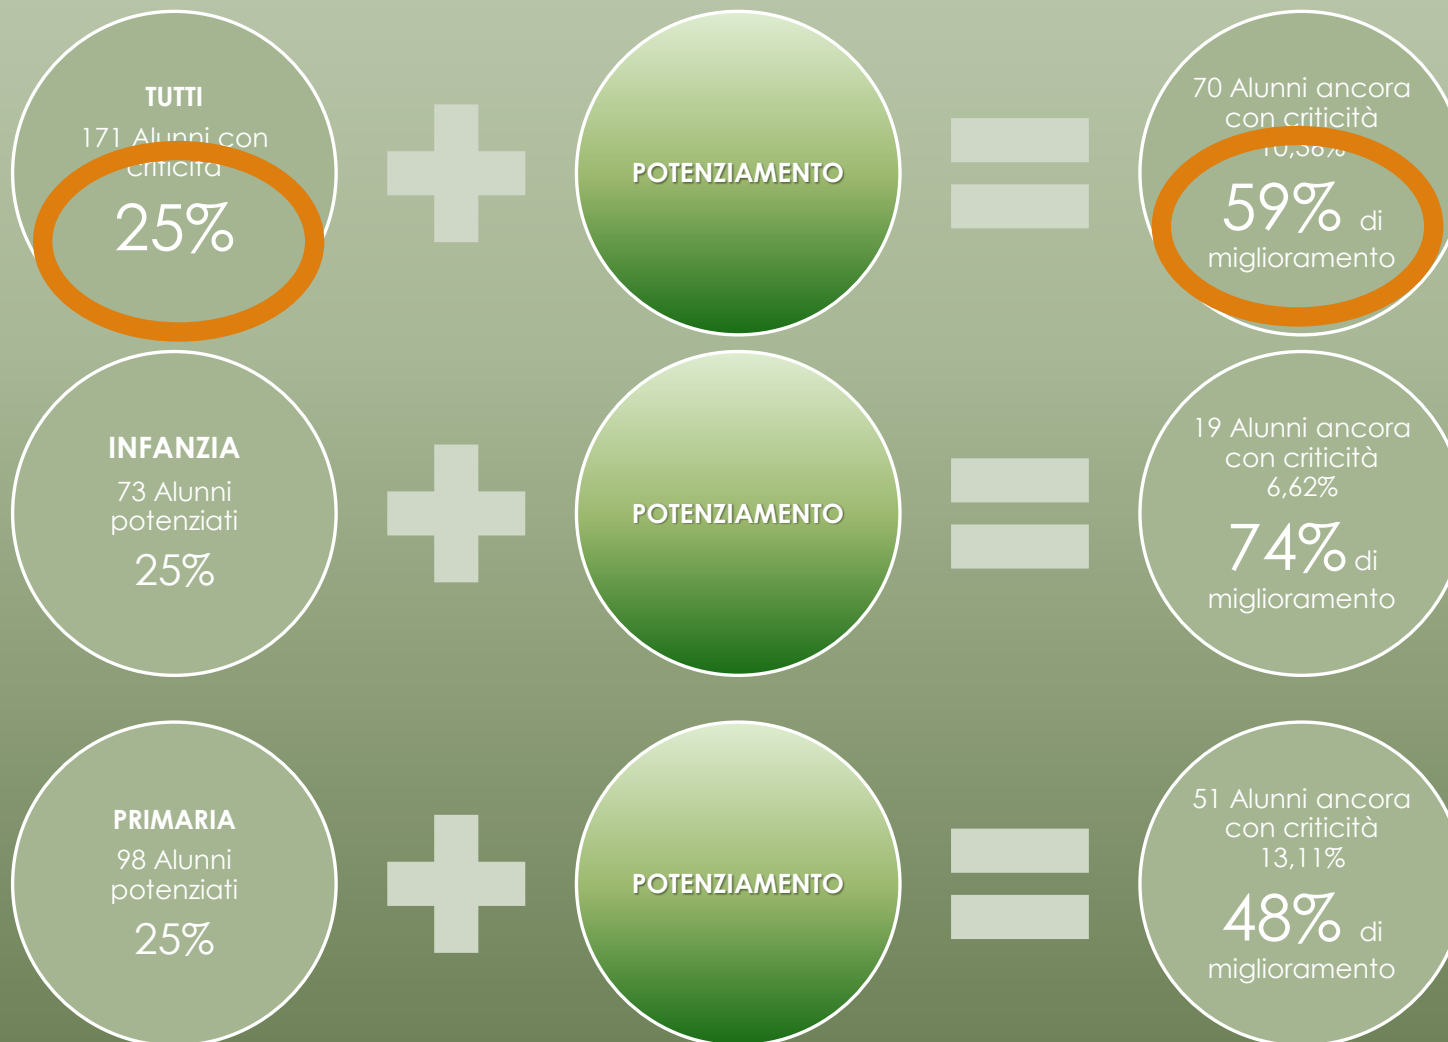 TUTTI
171 Alunni con
criticità
25%
POTENZIAMENTO
70 Alunni ancora
con criticità
10,36%
59% di
miglioramento
INFANZIA
73 Alunni
potenziati
25%
POTENZIAMENTO
19 Alunni ancora
con criticità
6,62%
74% di
miglioramento
PRIMARIA
98 Alunni
potenziati
25%
POTENZIAMENTO
51 Alunni ancora
con criticità
13,11%
48% di
miglioramento